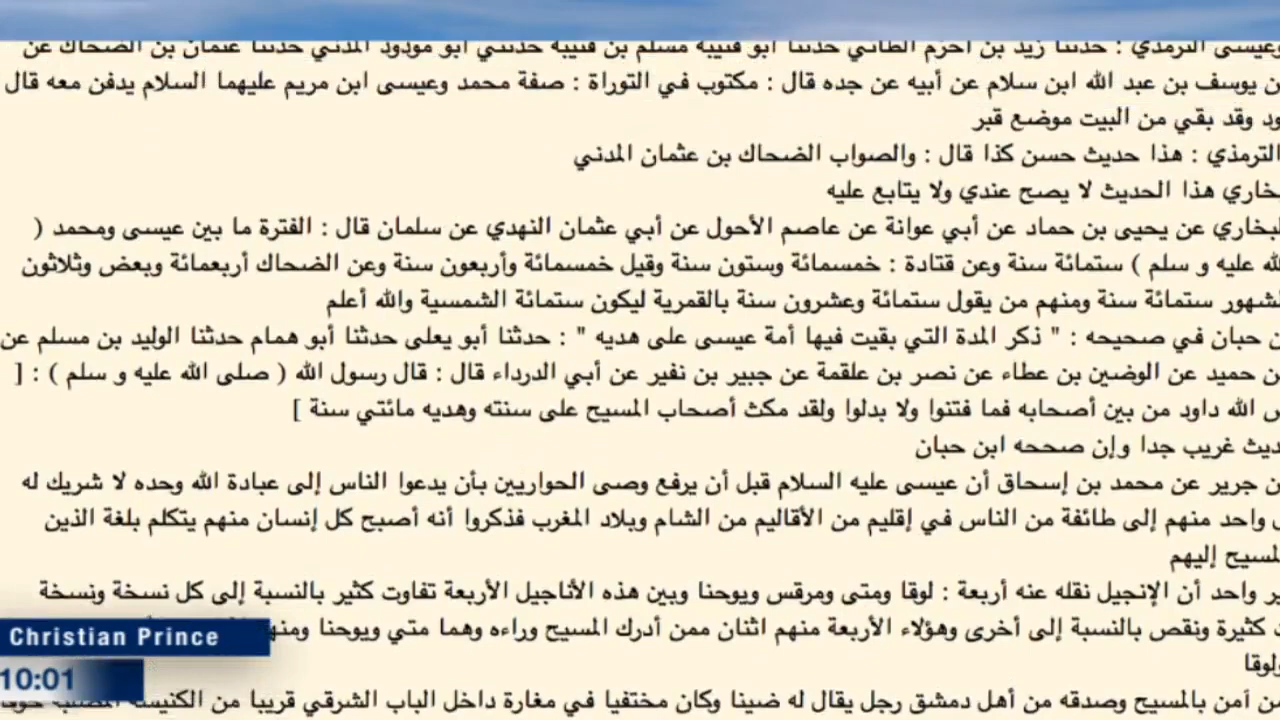 وعيسى الترمذي : حدثنا زيد بن أخزم الطائي حدثنا أبو قتيبة مسلم بن قتيبة حدثني أبو مودود المدني حدثنا عثمان بن الضحاك عن
ن يوسف بن عبد الله ابن سلام عن أبيه عن جده قال : مكتوب في التوراة : صفة محمد وعيسى ابن مريم عليهما السلام يدفن معه قال
ود وقد بقي من البيت موضع قبر
الترمذي : هذا حديث حسن كذا قال : والصواب الضحاك بن عثمان المدني
بخاري هذا الحديث لا يصح عندي ولا يتابع عليه
لبخاري عن يحيى بن حماد عن أبي عوانة عن عاصم الأحول عن أبي عثمان النهدي عن سلمان قال : الفترة ما بين عيسى ومحمد (
لله عليه و سلم ) ستمائة سنة وعن قتادة : خمسمائة وستون سنة وقيل خمسمائة وأربعون سنة وعن الضحاك أربعمائة وبعض وثلاثون
شهور ستمائة سنة ومنهم من يقول ستمائة وعشرون سنة بالقمرية ليكون ستمائة الشمسية والله أعلم
ن حبان في صحيحه : " ذكر المدة التي بقيت فيها أمة عيسى على هديه " : حدثنا أبو يعلى حدثنا أبو همام حدثنا الوليد بن مسلم عن
ن حميد عن الوضين بن عطاء عن نصر بن علقمة عن جبير بن نفير عن أبي الدرداء قال : قال رسول الله ( صلى الله عليه و سلم ) : [
ض الله داود من بين أصحابه فما فتنوا ولا بدلوا ولقد مكث أصحاب المسيح على سنته وهديه مائتي سنة ]
ديث غريب جدا وإن صححه ابن حبان
ن جرير عن محمد بن إسحاق أن عيسى عليه السلام قبل أن يرفع وصى الحواريين بأن يدعوا الناس إلى عبادة الله وحده لا شريك له
ل واحد منهم إلى طائفة من الناس في إقليم من الأقاليم من الشام وبلاد المغرب فذكروا أنه أصبح كل إنسان منهم يتكلم بلغة الذين
لمسيح إليهم
ير واحد أن الإنجيل نقله عنه أربعة : لوقا ومتى ومرقس ويوحنا وبين هذه الأناجيل الأربعة تفاوت كثير بالنسبة إلى كل نسخة ونسخة
ت كثيرة ونقص بالنسبة إلى أخرى وهؤلاء الأربعة منهم اثنان ممن أدرك المسيح وراءه وهما متي ويوحنا ومنهم
ولوقا
من آمن بالمسيح وصدقه من أهل دمشق رجل يقال له ضينا وكان مختفيا في مغارة داخل الباب الشرقي قريبا من الكنيسة
Christian Prince
10:01